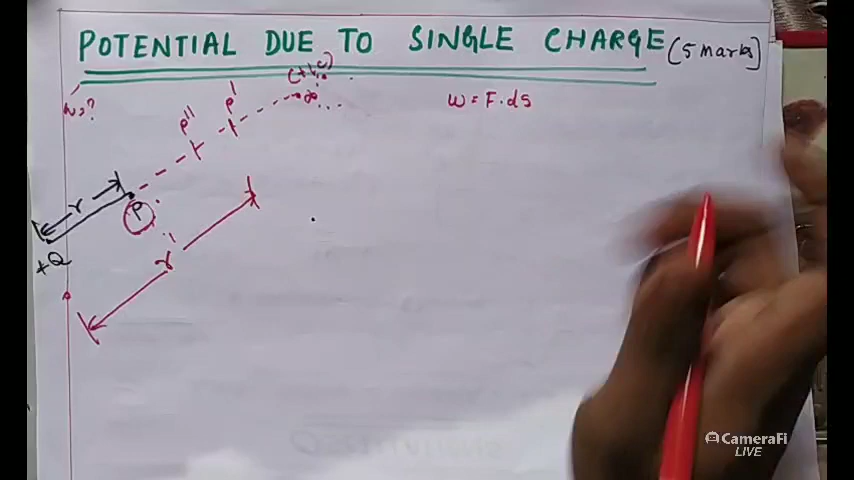 POTENTIAL DUE TO SINGLE CHARGE (5 marks)
(+1C)
W=?
P''
P'
∞...
W = F.ds
r
P
+Q
r'
CameraFi
LIVE